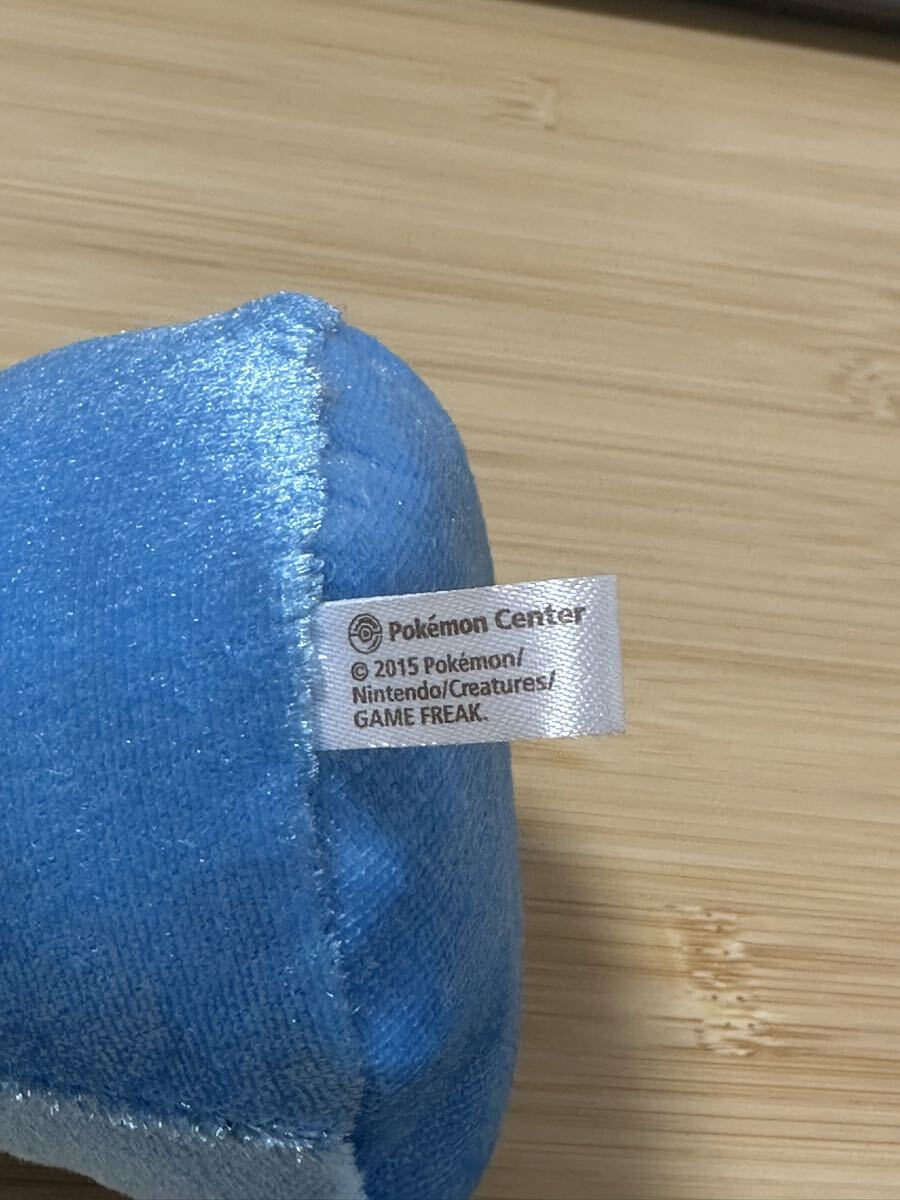 Pokémon Center
© 2015 Pokémon/
Nintendo/Creatures/
GAME FREAK.